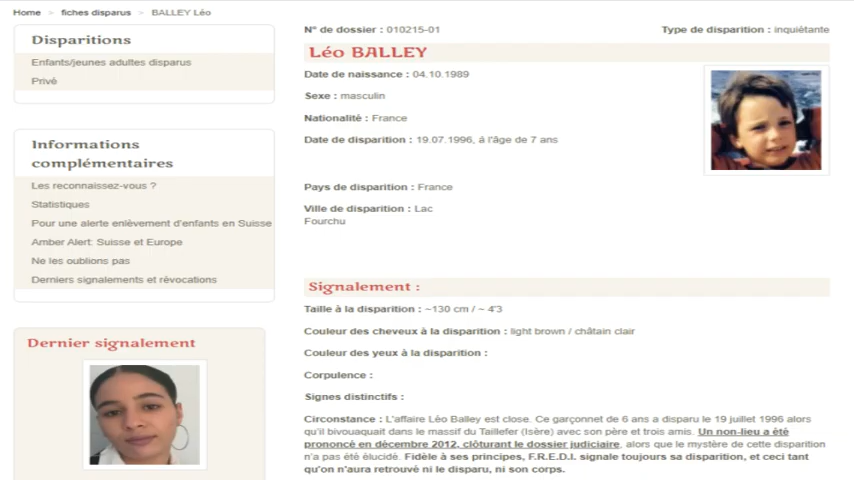 Home > fiches disparus > BALLEY Léo
Disparitions
Enfants/jeunes adultes disparus
Privé
Informations
complémentaires
Les reconnaissez-vous ?
Statistiques
Pour une alerte enlèvement d'enfants en Suisse
Amber Alert: Suisse et Europe
Ne les oublions pas
Derniers signalements et révocations
Dernier signalement
N° de dossier : 010215-01 Type de disparition : inquiétante
Léo BALLEY
Date de naissance : 04.10.1989
Sexe : masculin
Nationalité : France
Date de disparition : 19.07.1996, á l'âge de 7 ans
Pays de disparition : France
Ville de disparition : Lac
Fourchu
Signalement :
Taille à la disparition : ~130 cm / ~ 4'3
Couleur des cheveux à la disparition : light brown / châtain clair
Couleur des yeux à la disparition :
Corpulence :
Signes distinctifs :
Circonstance : L'affaire Léo Balley est close. Ce garçonnet de 6 ans a disparu le 19 juillet 1996 alors
qu'il bivouaquait dans le massif du Taillefer (Isère) avec son père et trois amis. Un non-lieu a été
prononcé en décembre 2012, clôturant le dossier judiciaire, alors que le mystère de cette disparition
n'a pas été élucidé. Fidèle à ses principes, F.R.E.D.I. signale toujours sa disparition, et ceci tant
qu'on n'aura retrouvé ni le disparu, ni son corps.